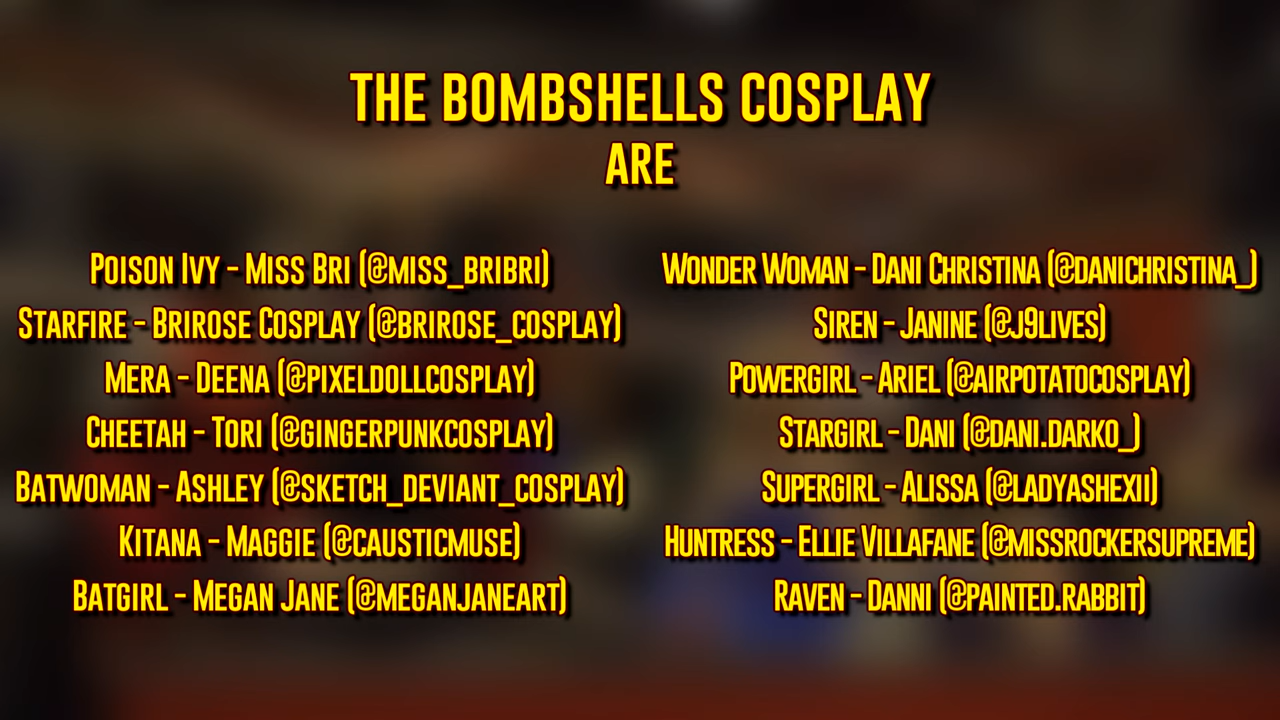 THE BOMBSHELLS COSPLAY
ARE
POISON IVY - MISS BRI (@MISS_BRIBRI)
STARFIRE - BRIROSE COSPLAY (@BRIROSE_COSPLAY)
MERA - DEENA (@PIXELDOLLCOSPLAY)
CHEETAH - TORI (@GINGERPUNKCOSPLAY)
BATWOMAN - ASHLEY (@SKETCH_DEVIANT_COSPLAY)
KITANA - MAGGIE (@CAUSTICMUSE)
BATGIRL - MEGAN JANE (@MEGANJANEART)
WONDER WOMAN - DANI CHRISTINA (@DANICHRISTINA_)
SIREN - JANINE (@J9LIVES)
POWERGIRL - ARIEL (@AIRPOTATOCOSPLAY)
STARGIRL - DANI (@DANI.DARKO_)
SUPERGIRL - ALISSA (@LADYASHEXII)
HUNTRESS - ELLIE VILLAFANE (@MISSROCKERSUPREME)
RAVEN - DANNI (@PAINTED.RABBIT)